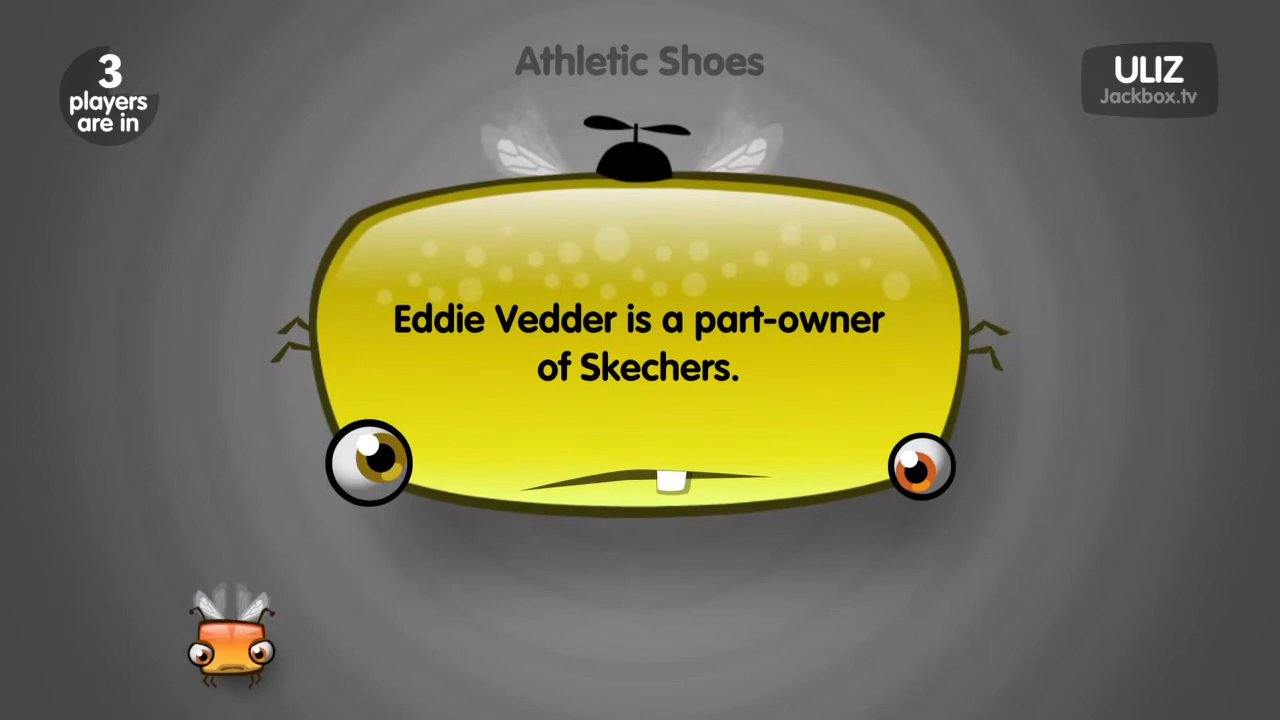 3
players
are in
Athletic Shoes
ULIZ
Jackbox.tv
Eddie Vedder is a part-owner
of Skechers.